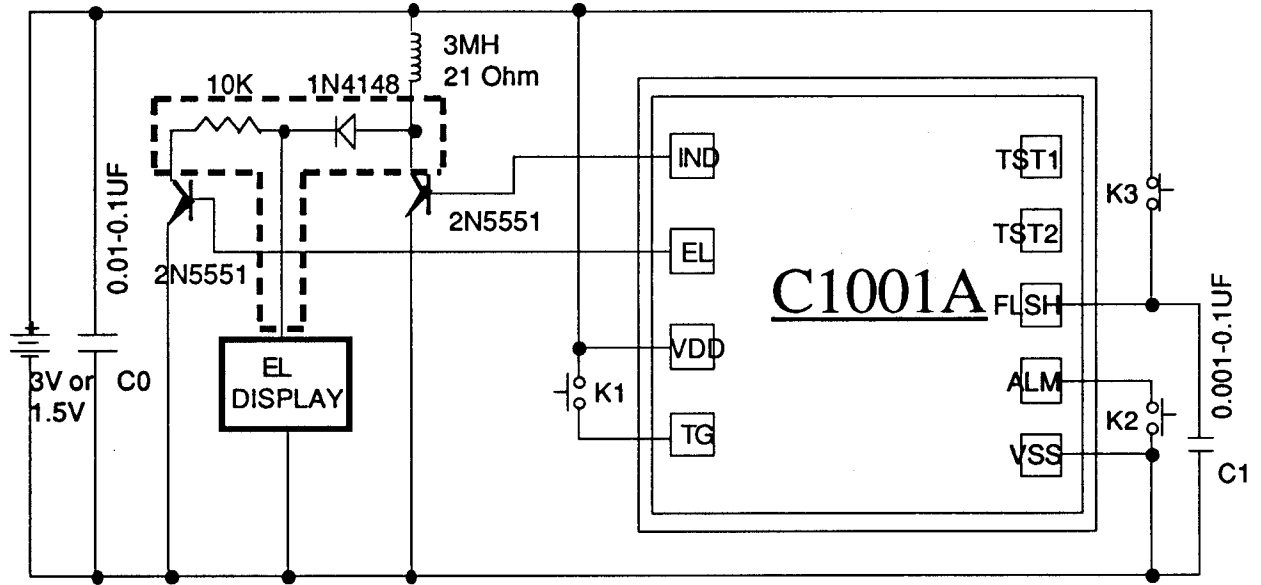 3MH
21 Ohm
10K
1N4148
IND
TST1
K3
0.01-0.1UF
2N5551
TST2
EL
2N5551
C1001A
FLSH
+
0.001-0.1UF
VDD
EL
DISPLAY
3V or
1.5V
C0
K1
ALM
K2
TG
VSS
C1